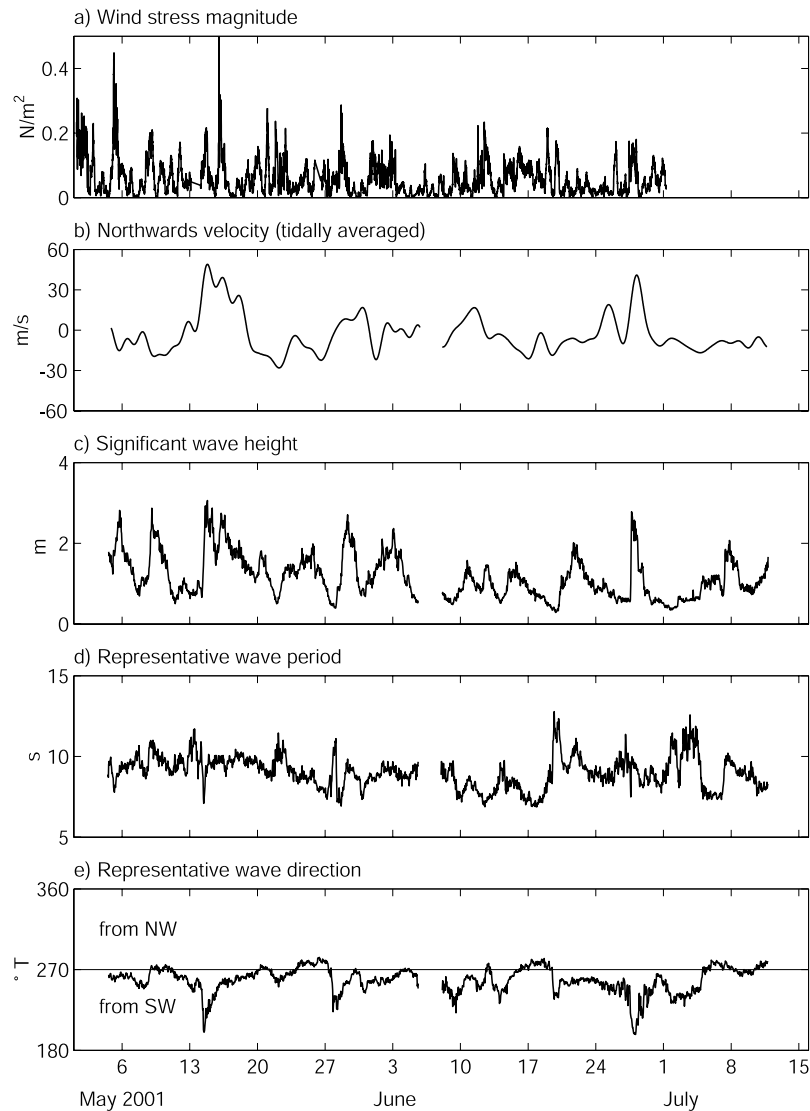 a) Wind stress magnitude
0.4
0.2
0
N/m²
b) Northwards velocity (tidally averaged)
60
30
0
-30
-60
m/s
c) Significant wave height
4
2
0
m
d) Representative wave period
15
10
5
s
e) Representative wave direction
360
270
180
° T
from NW
from SW
6 13 20 27 3 10 17 24 1 8 15
May 2001 June July